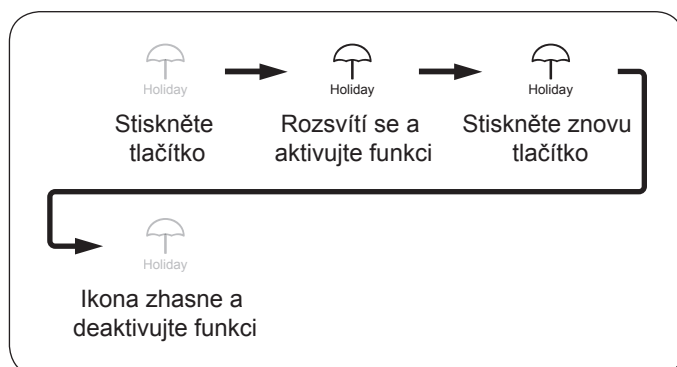 Holiday
Stiskněte
tlačítko
Holiday
Rozsvítí se a
aktivujte funkci
Holiday
Stiskněte znovu
tlačítko
Holiday
Ikona zhasne a
deaktivujte funkci